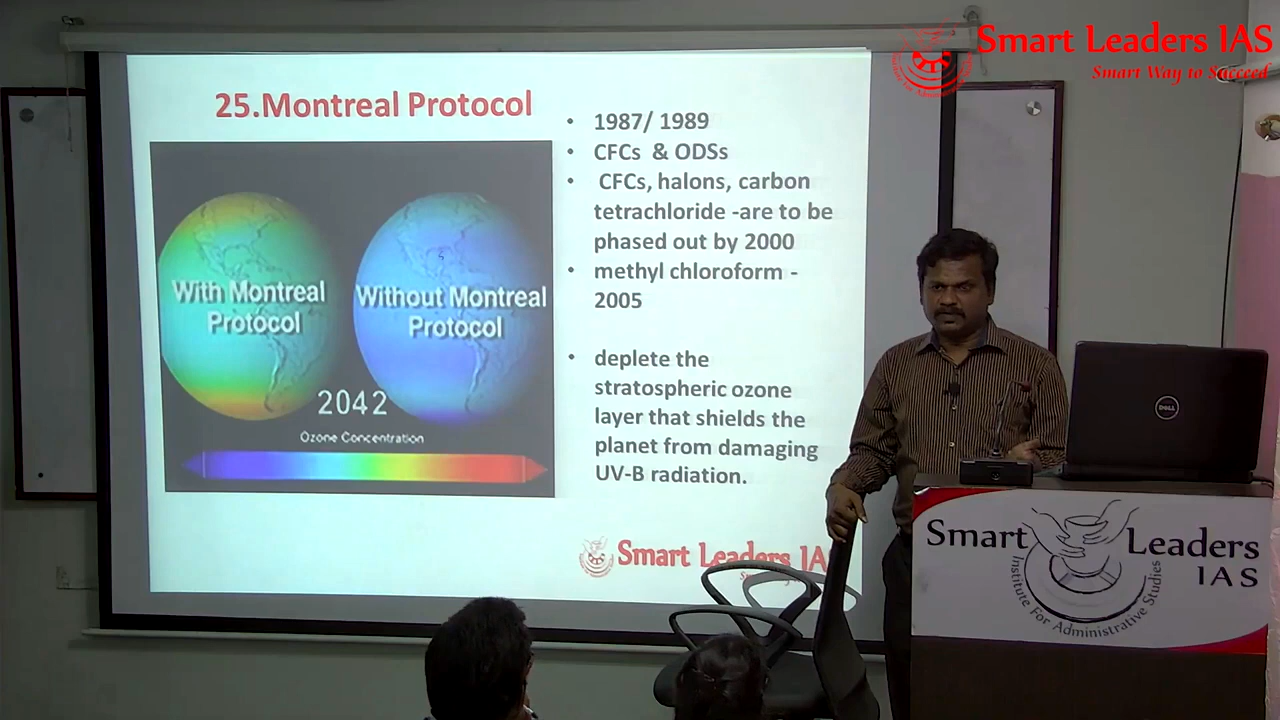 Smart Leaders IAS
Smart Way to Succeed
25.Montreal Protocol
With Montreal
Protocol
Without Montreal
Protocol
2042
Ozone Concentration
• 1987/ 1989
• CFCs & ODSs
• CFCs, halons, carbon
tetrachloride -are to be
phased out by 2000
• methyl chloroform -
2005
• deplete the
stratospheric ozone
layer that shields the
planet from damaging
UV-B radiation.
Smart Leaders IA
DELL
Smart Leaders
IAS
Institute For Administrative Studies